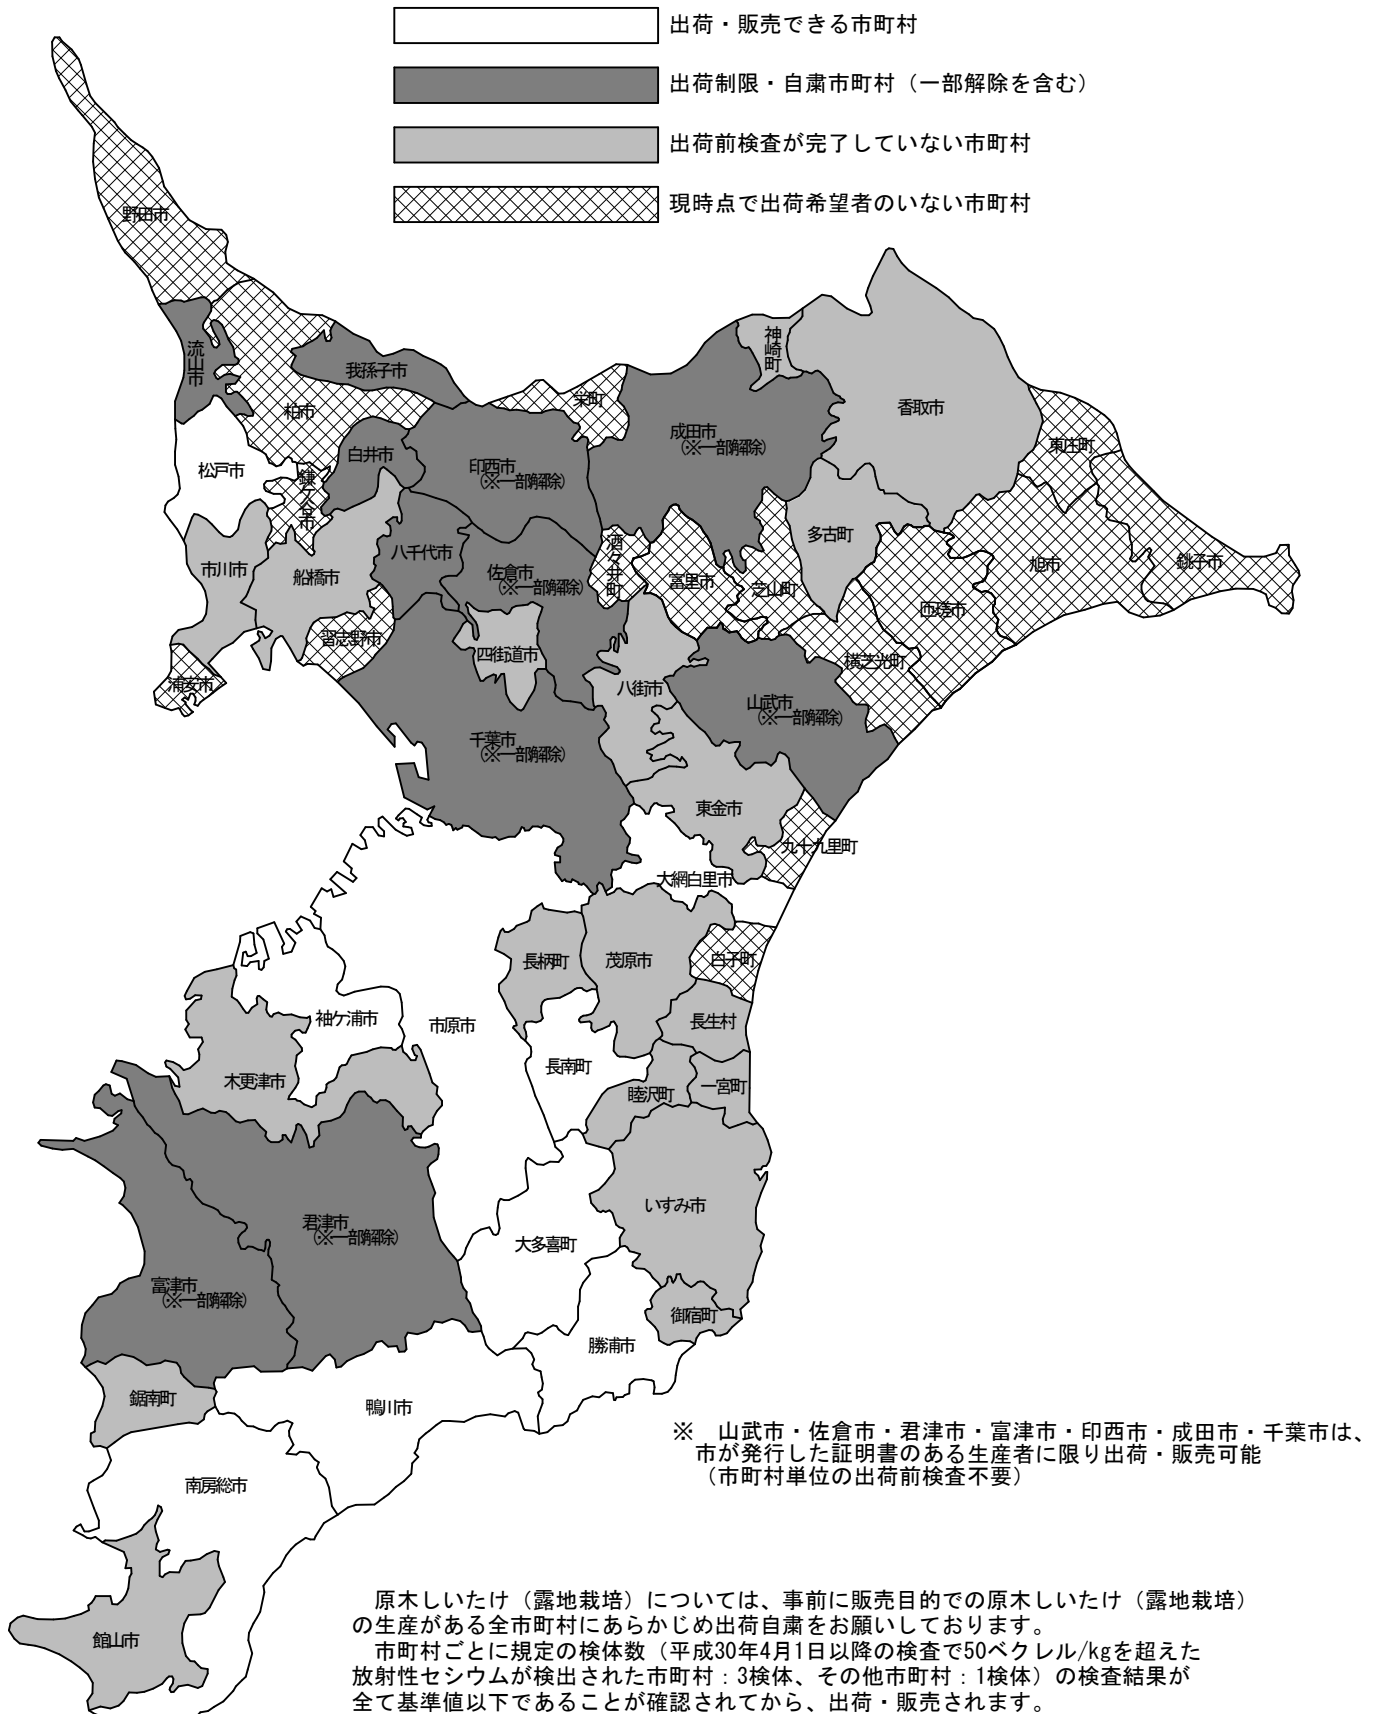 出荷・販売できる市町村
出荷制限・自粛市町村（一部解除を含む）
出荷前検査が完了していない市町村
現時点で出荷希望者のいない市町村
野田市
流山市
我孫子市
柏市
松戸市
鎌ケ谷市
白井市
印西市
(※一部解除)
栄町
成田市
(※一部解除)
神崎町
香取市
東庄町
銚子市
旭市
匝瑳市
多古町
芝山町
横芝光町
富里市
酒々井町
佐倉市
(※一部解除)
八千代市
船橋市
市川市
浦安市
習志野市
四街道市
八街市
山武市
(※一部解除)
千葉市
(※一部解除)
東金市
九十九里町
大網白里市
白子町
茂原市
長柄町
長生村
一宮町
睦沢町
長南町
市原市
袖ケ浦市
木更津市
君津市
(※一部解除)
富津市
(※一部解除)
いすみ市
大多喜町
御宿町
勝浦市
鴨川市
鋸南町
南房総市
館山市
※　山武市・佐倉市・君津市・富津市・印西市・成田市・千葉市は、
市が発行した証明書のある生産者に限り出荷・販売可能
（市町村単位の出荷前検査不要）
原木しいたけ（露地栽培）については、事前に販売目的での原木しいたけ（露地栽培）
の生産がある全市町村にあらかじめ出荷自粛をお願いしております。
市町村ごとに規定の検体数（平成30年4月1日以降の検査で50ベクレル/kgを超えた
放射性セシウムが検出された市町村：3検体、その他市町村：1検体）の検査結果が
全て基準値以下であることが確認されてから、出荷・販売されます。